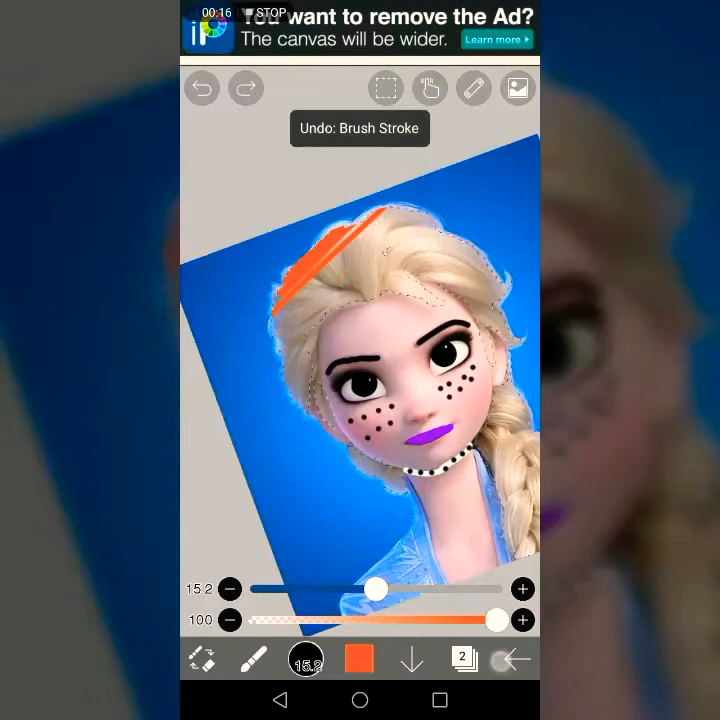 00:16 STOP
You want to remove the Ad?
The canvas will be wider.
Learn more
Undo: Brush Stroke
15.2
100
15.2
2